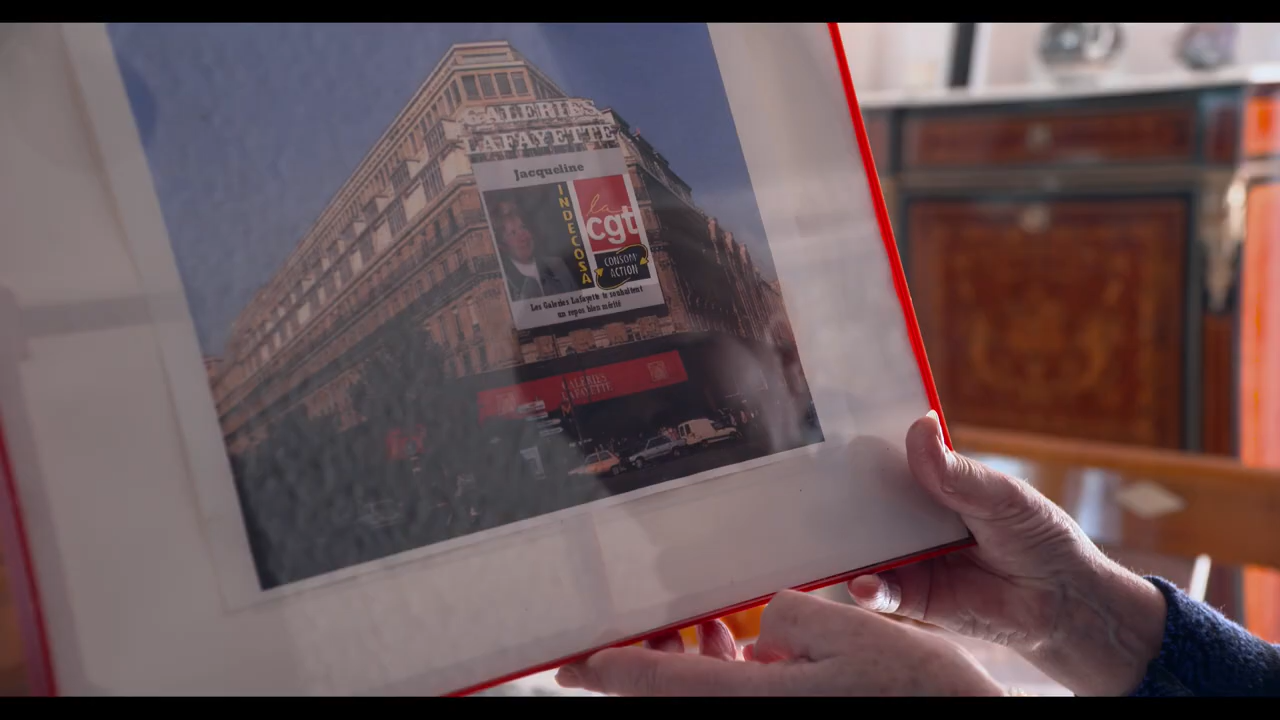 GALERIES
LAFAYETTE
Jacqueline
INDECOSA
la
cgt
CONSOM'
ACTION
Les Galeries Lafayette te souhaitent
un repos bien mérité
GALERIES
LAFAYETTE